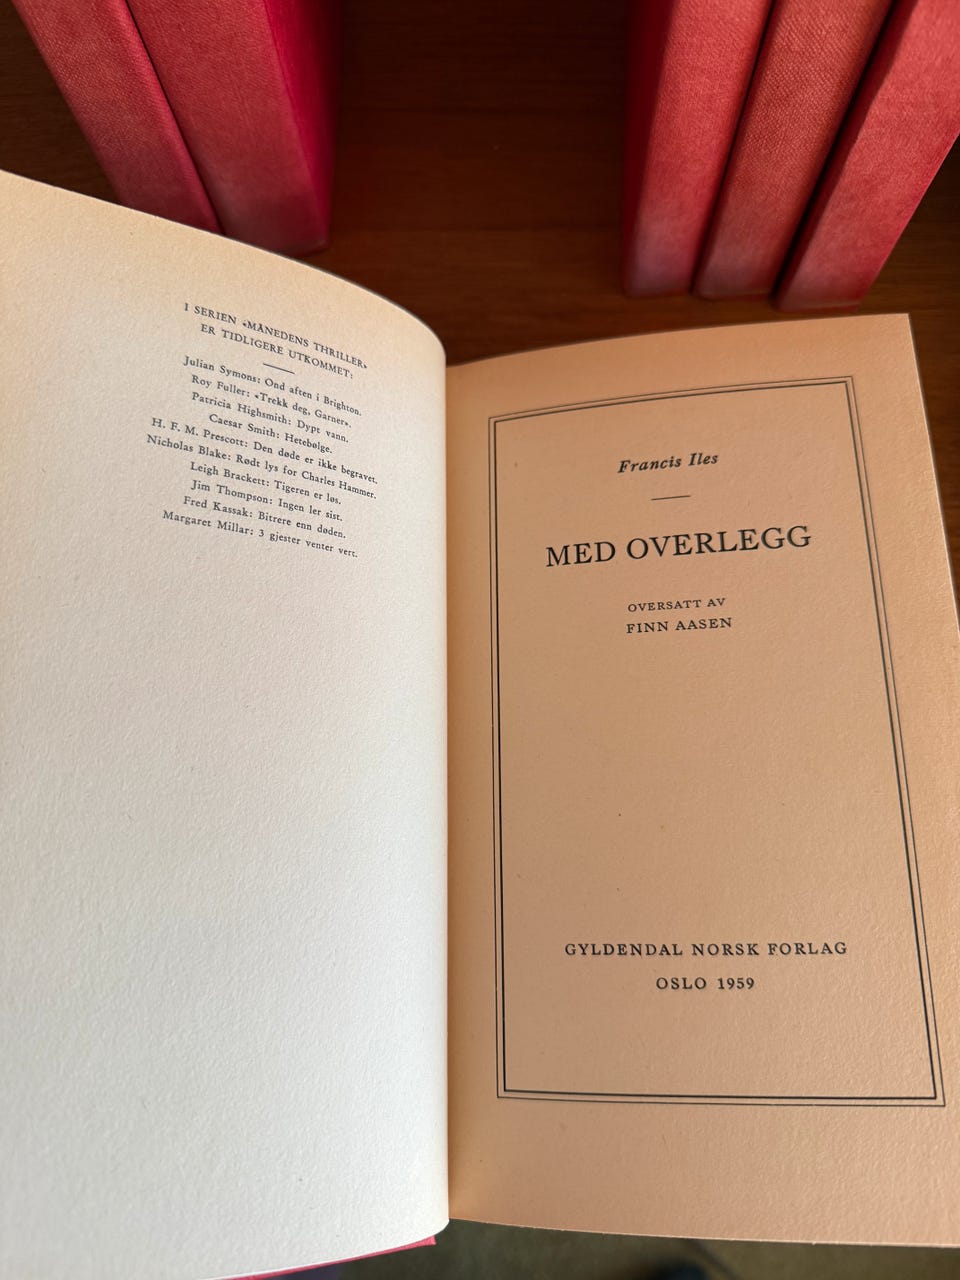 I SERIEN «MÅNEDENS THRILLER»
ER TIDLIGERE UTKOMMET:
Julian Symons: Ond aften i Brighton.
Roy Fuller: «Trekk deg, Garner».
Patricia Highsmith: Dypt vann.
Caesar Smith: Hetebølge.
H. F. M. Prescott: Den døde er ikke begravet.
Nicholas Blake: Rødt lys for Charles Hammer.
Leigh Brackett: Tigeren er løs.
Jim Thompson: Ingen ler sist.
Fred Kassak: Bitrere enn døden.
Margaret Millar: 3 gjester venter vert.
Francis Iles
MED OVERLEGG
OVERSATT AV
FINN AASEN
GYLDENDAL NORSK FORLAG
OSLO 1959